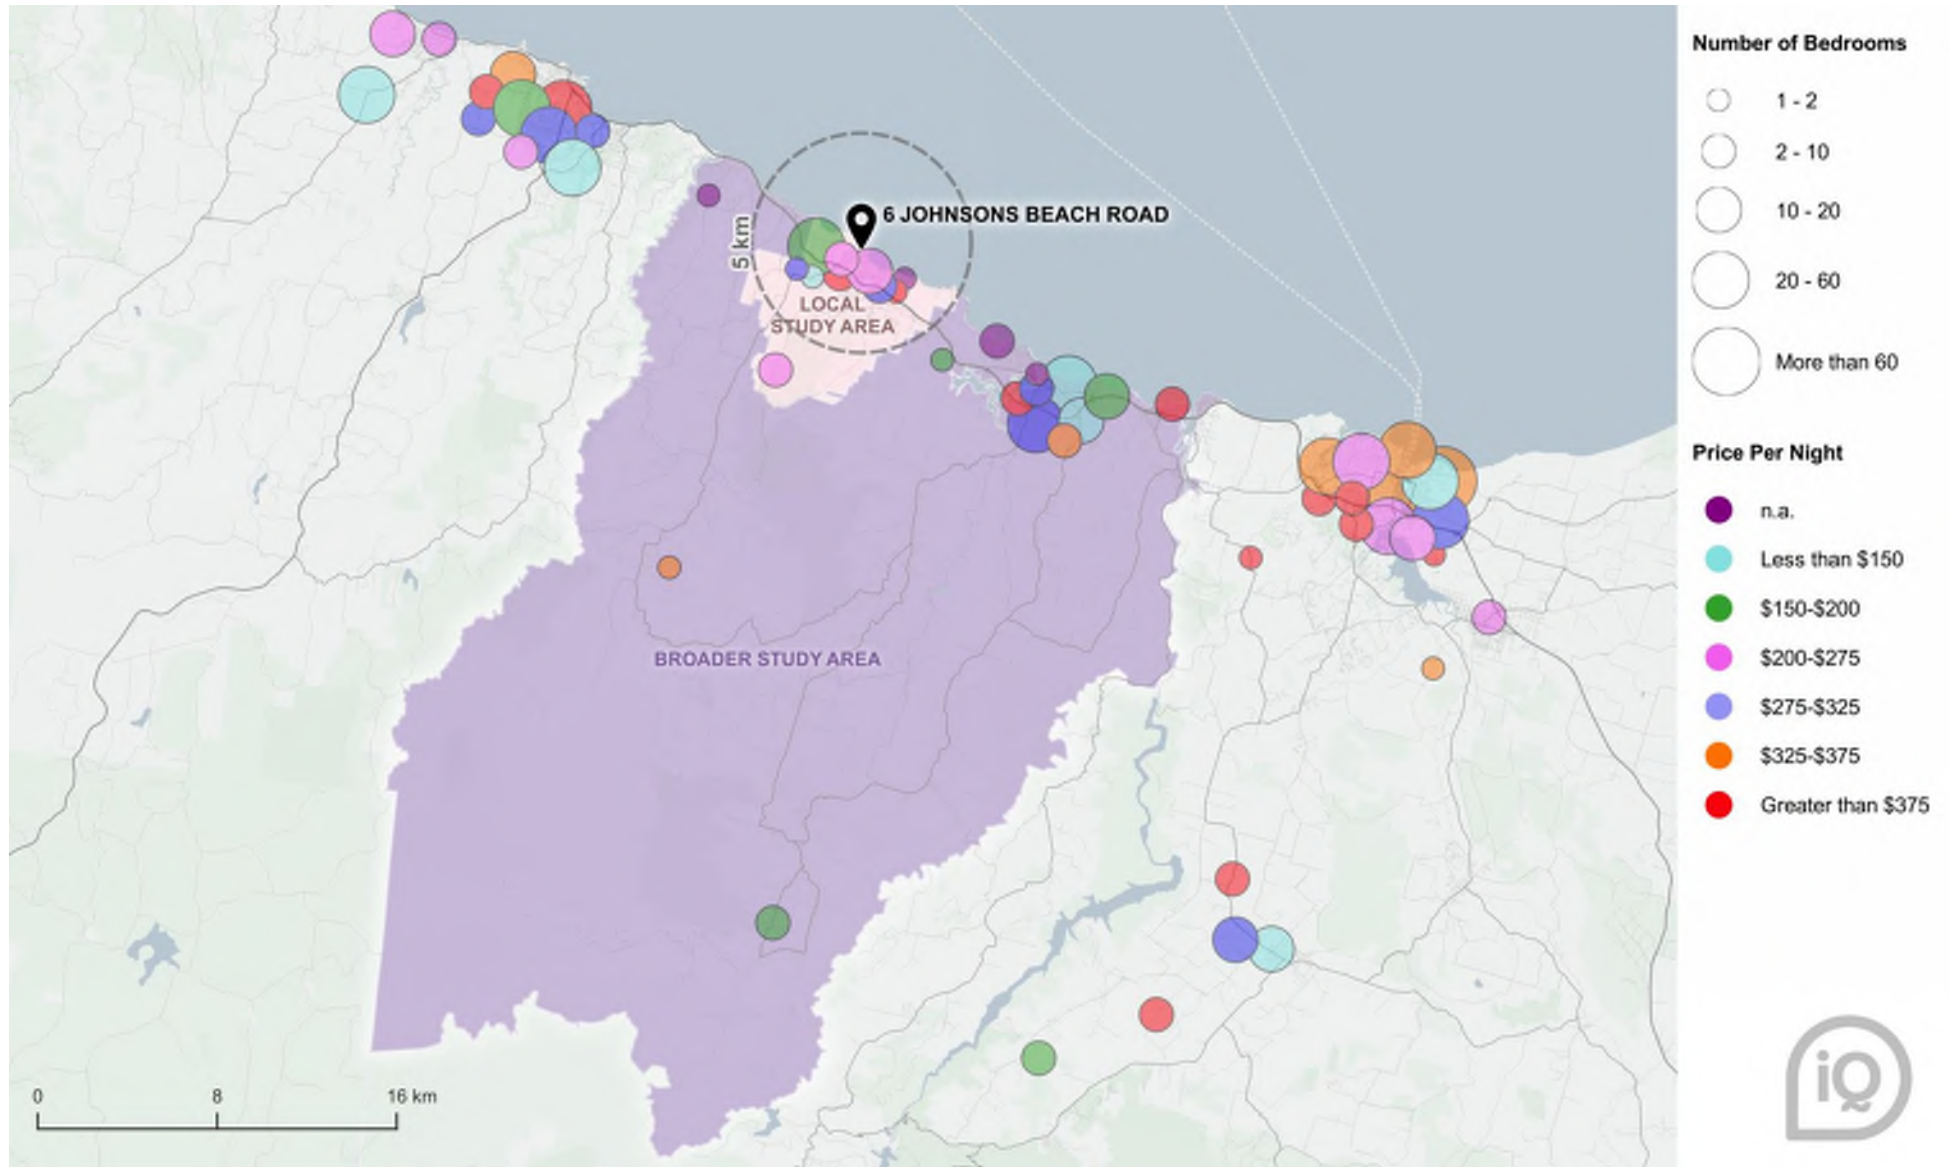 6 JOHNSONS BEACH ROAD
5 km
LOCAL
STUDY AREA
BROADER STUDY AREA
0 8 16 km
Number of Bedrooms
1 - 2
2 - 10
10 - 20
20 - 60
More than 60
Price Per Night
n.a.
Less than $150
$150-$200
$200-$275
$275-$325
$325-$375
Greater than $375
iQ